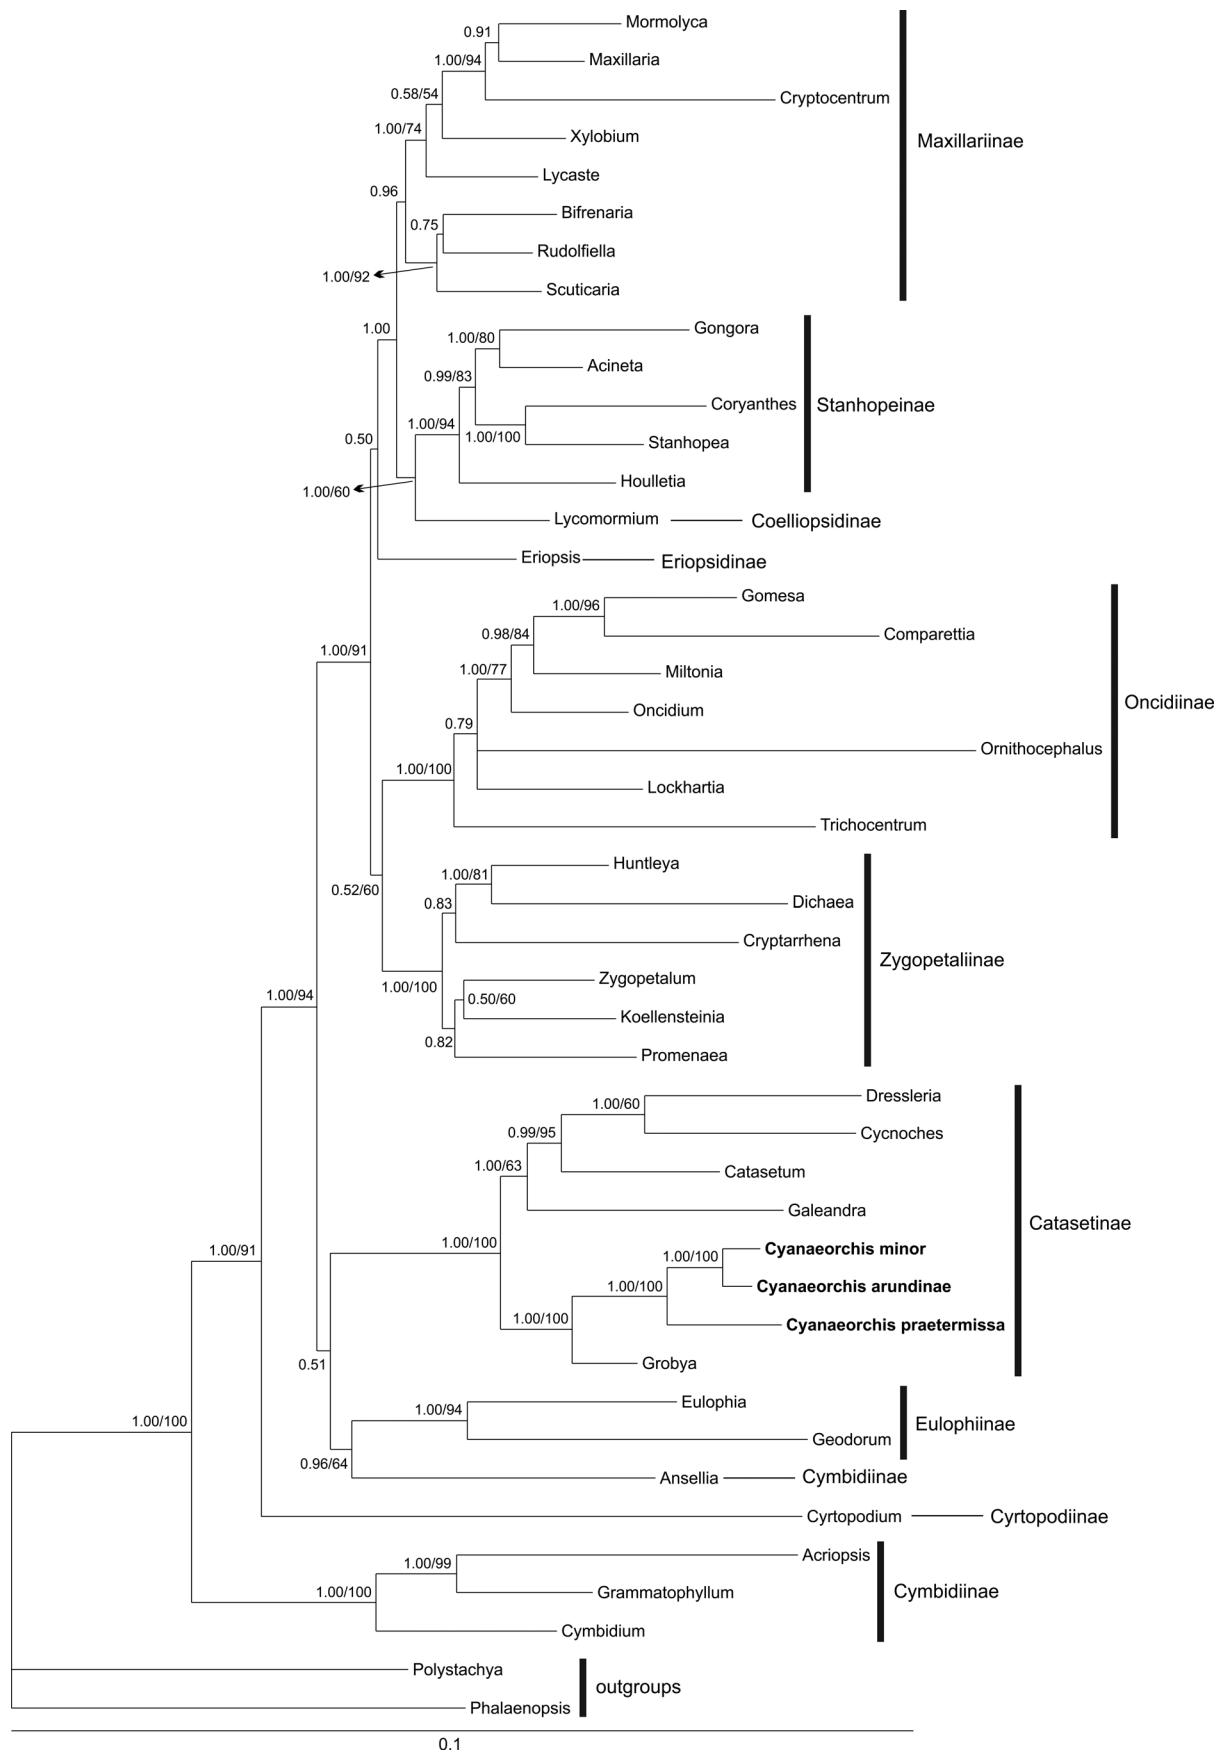 Mormolyca
0.91
Maxillaria
1.00/94
Cryptocentrum
0.58/54
1.00/74
Xylobium
Maxillariinae
Lycaste
0.96
Bifrenaria
0.75
Rudolfiella
1.00/92
Scuticaria
1.00
Gongora
1.00/80
Acineta
0.99/83
Coryanthes
Stanhopeinae
1.00/94
1.00/100
Stanhopea
0.50
Houlletia
1.00/60
Lycomormium
Coelliopsidinae
Eriopsis
Eriopsidinae
Gomesa
1.00/96
Comparettia
0.98/84
1.00/91
1.00/77
Miltonia
Oncidium
Oncidiinae
0.79
Ornithocephalus
1.00/100
Lockhartia
Trichocentrum
Huntleya
1.00/81
0.52/60
0.83
Dichaea
Cryptarrhena
Zygopetaliinae
Zygopetalum
1.00/100
0.50/60
1.00/94
Koellensteinia
0.82
Promenaea
Dressleria
1.00/60
0.99/95
Cycnoches
1.00/63
Catasetum
Galeandra
Catasetinae
1.00/100
Cyanaeorchis minor
1.00/91
1.00/100
1.00/100
Cyanaeorchis arundinae
1.00/100
Cyanaeorchis praetermissa
0.51
Grobya
Eulophia
1.00/94
1.00/100
Eulophiinae
Geodorum
0.96/64
Ansellia
Cymbidiinae
Cyrtopodium
Cyrtopodiinae
Acriopsis
1.00/99
1.00/100
Grammatophyllum
Cymbidiinae
Cymbidium
Polystachya
outgroups
Phalaenopsis
0.1